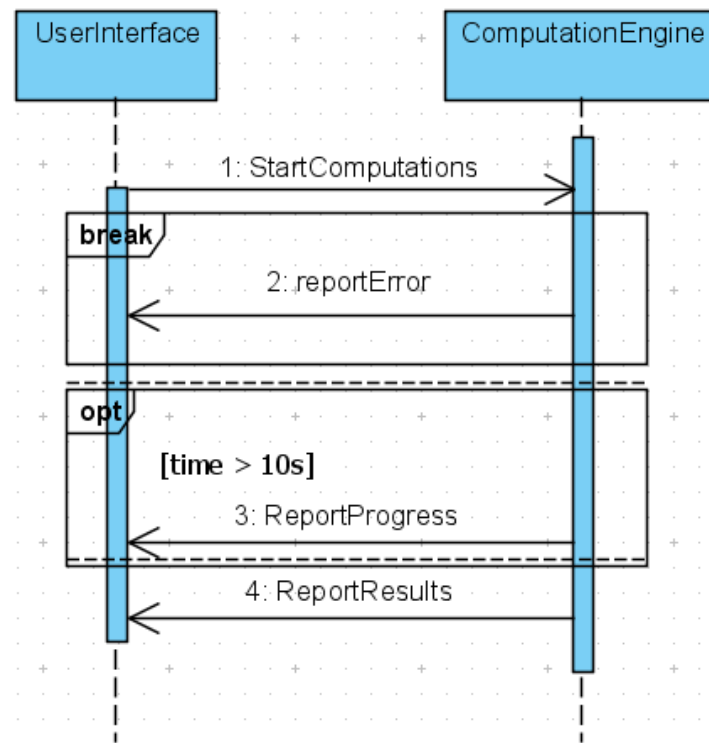 UserInterface
ComputationEngine
1: StartComputations
break
2: reportError
opt
[time > 10s]
3: ReportProgress
4: ReportResults